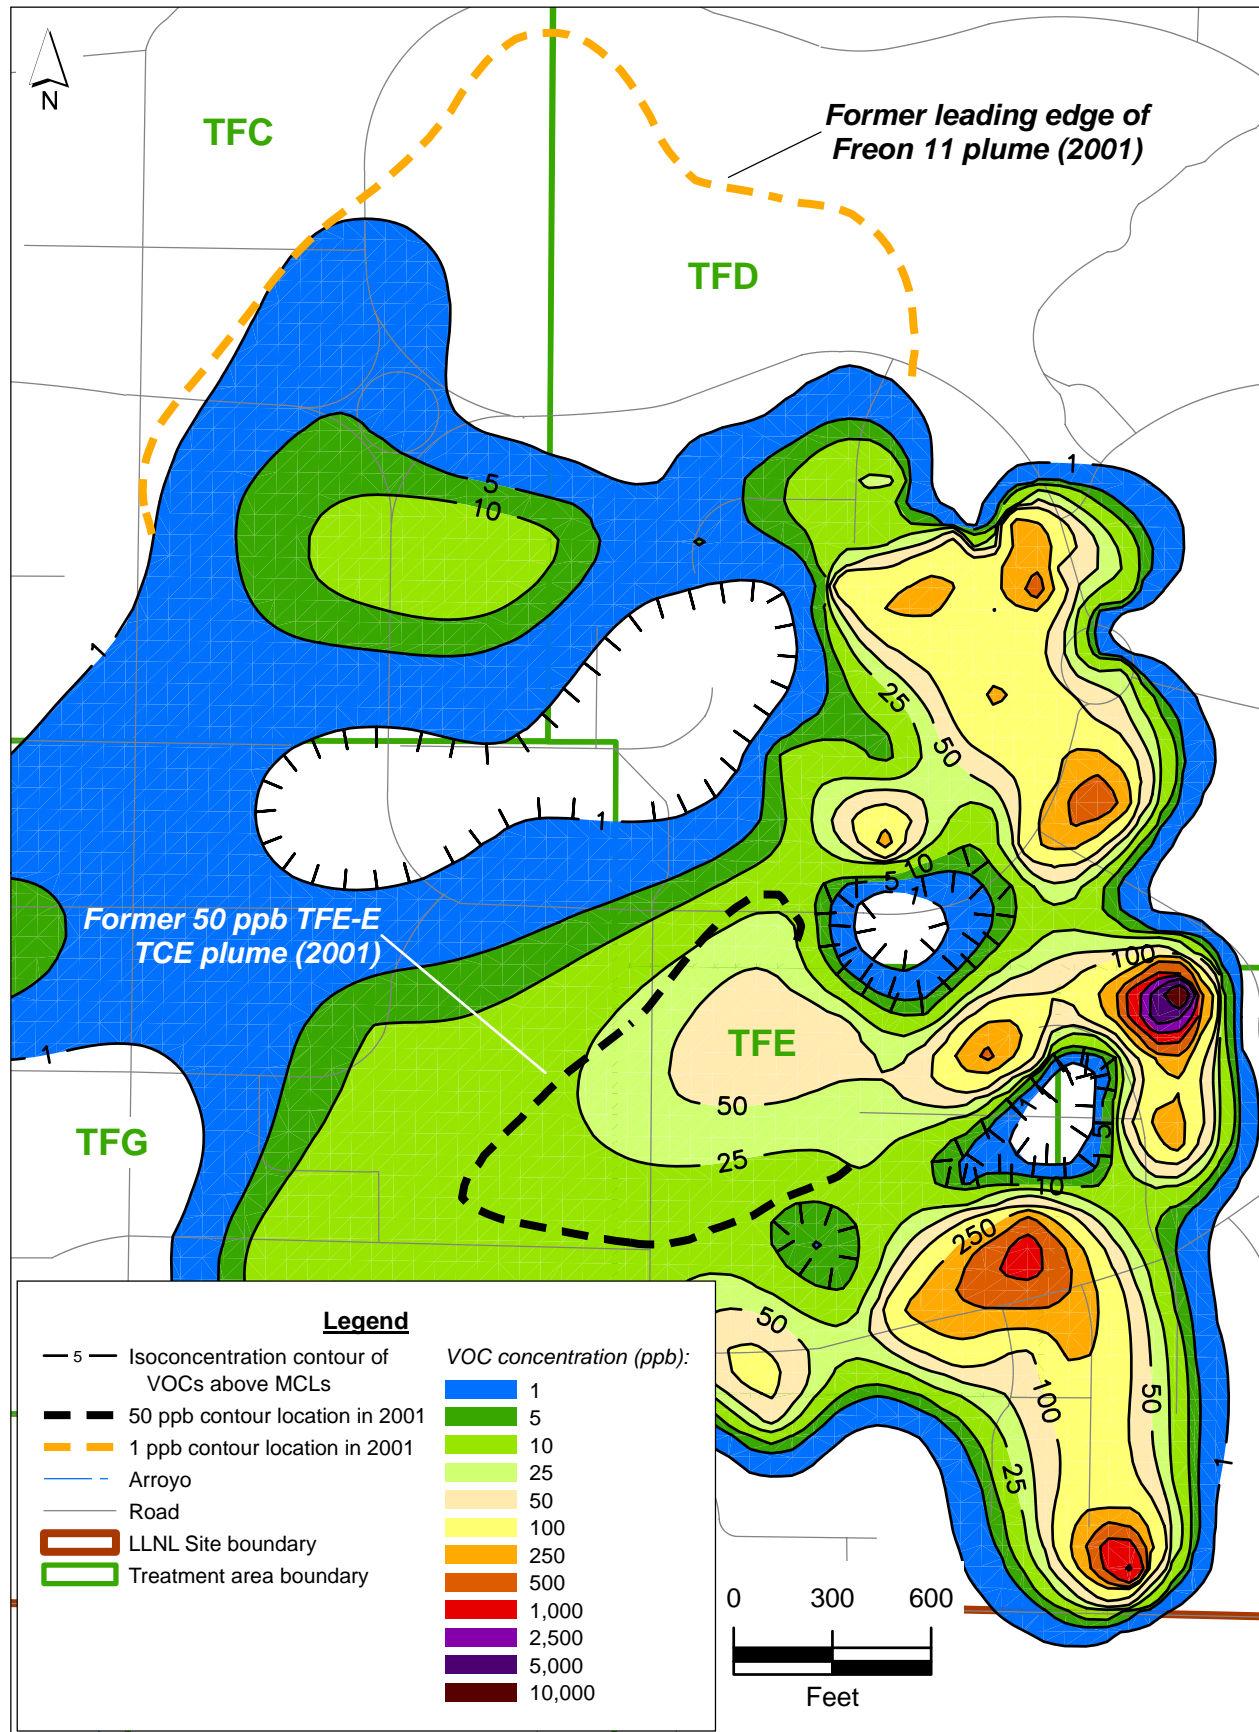 N
TFC
Former leading edge of
Freon 11 plume (2001)
TFD
5
10
1
1
25
50
1
10
5
1
Former 50 ppb TFE-E
TCE plume (2001)
100
TFE
1
1
50
5
TFG
25
10
250
50
100
50
25
1
Legend
5 Isoconcentration contour of
VOCs above MCLs
50 ppb contour location in 2001
1 ppb contour location in 2001
Arroyo
Road
LLNL Site boundary
Treatment area boundary
VOC concentration (ppb):
1
5
10
25
50
100
250
500
1,000
2,500
5,000
10,000
0 300 600
Feet